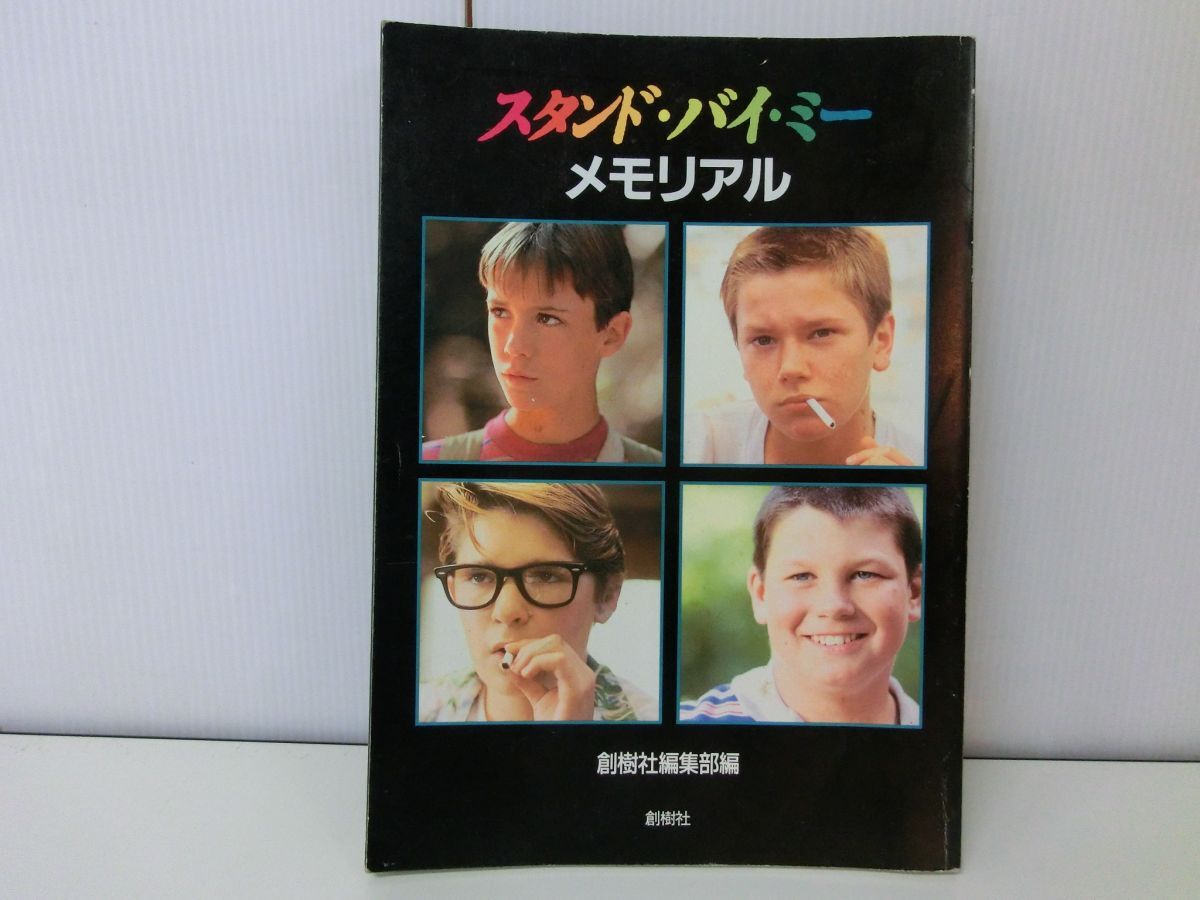 スタンド・バイ・ミー
メモリアル
創樹社編集部編
創樹社